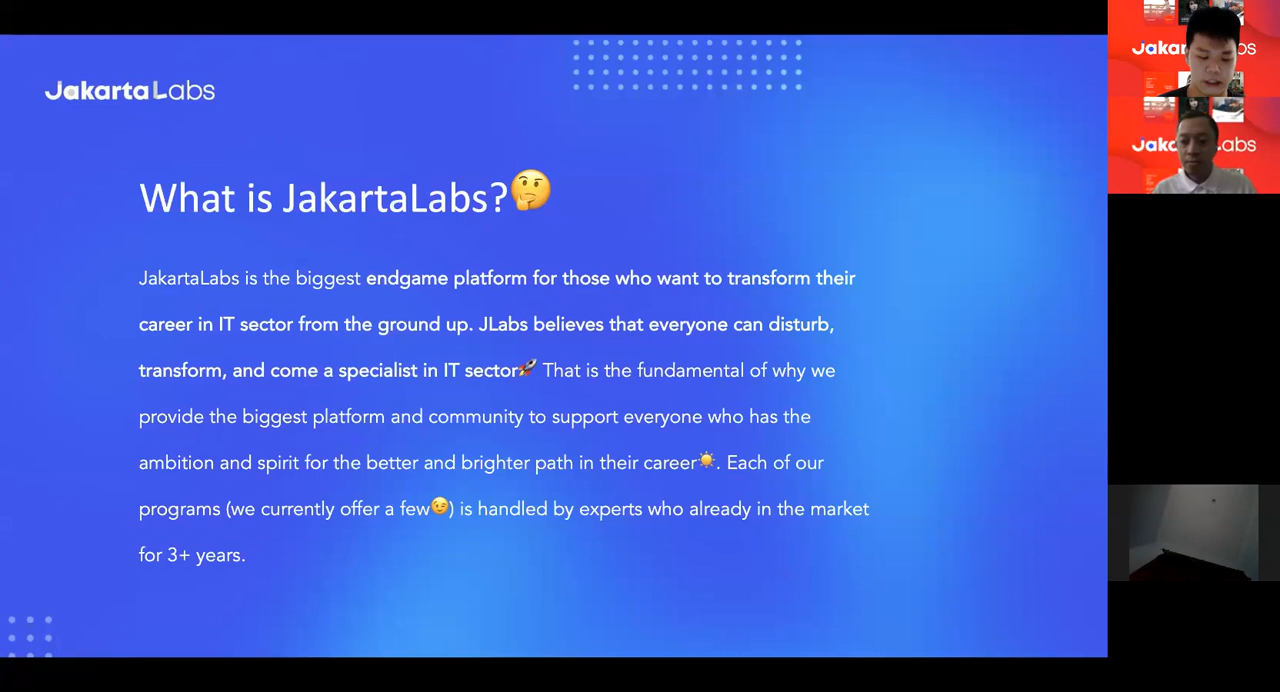 JakartaLabs
What is JakartaLabs?🤔
JakartaLabs is the biggest endgame platform for those who want to transform their
career in IT sector from the ground up. JLabs believes that everyone can disturb,
transform, and come a specialist in IT sector🚀 That is the fundamental of why we
provide the biggest platform and community to support everyone who has the
ambition and spirit for the better and brighter path in their career☀️. Each of our
programs (we currently offer a few😉) is handled by experts who already in the market
for 3+ years.